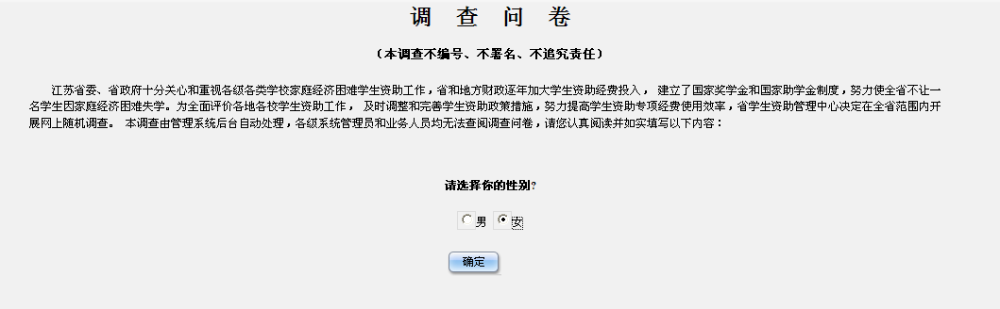 调 查 问 卷
（本调查不编号、不署名、不追究责任）
江苏省委、省政府十分关心和重视各级各类学校家庭经济困难学生资助工作，省和地方财政逐年加大学生资助经费投入， 建立了国家奖学金和国家助学金制度，努力使全省不让一
名学生因家庭经济困难失学。为全面评价各地各校学生资助工作， 及时调整和完善学生资助政策措施，努力提高学生资助专项经费使用效率，省学生资助管理中心决定在全省范围内开
展网上随机调查。 本调查由管理系统后台自动处理，各级系统管理员和业务人员均无法查阅调查问卷，请您认真阅读并如实填写以下内容：
请选择你的性别?
男 女
确定